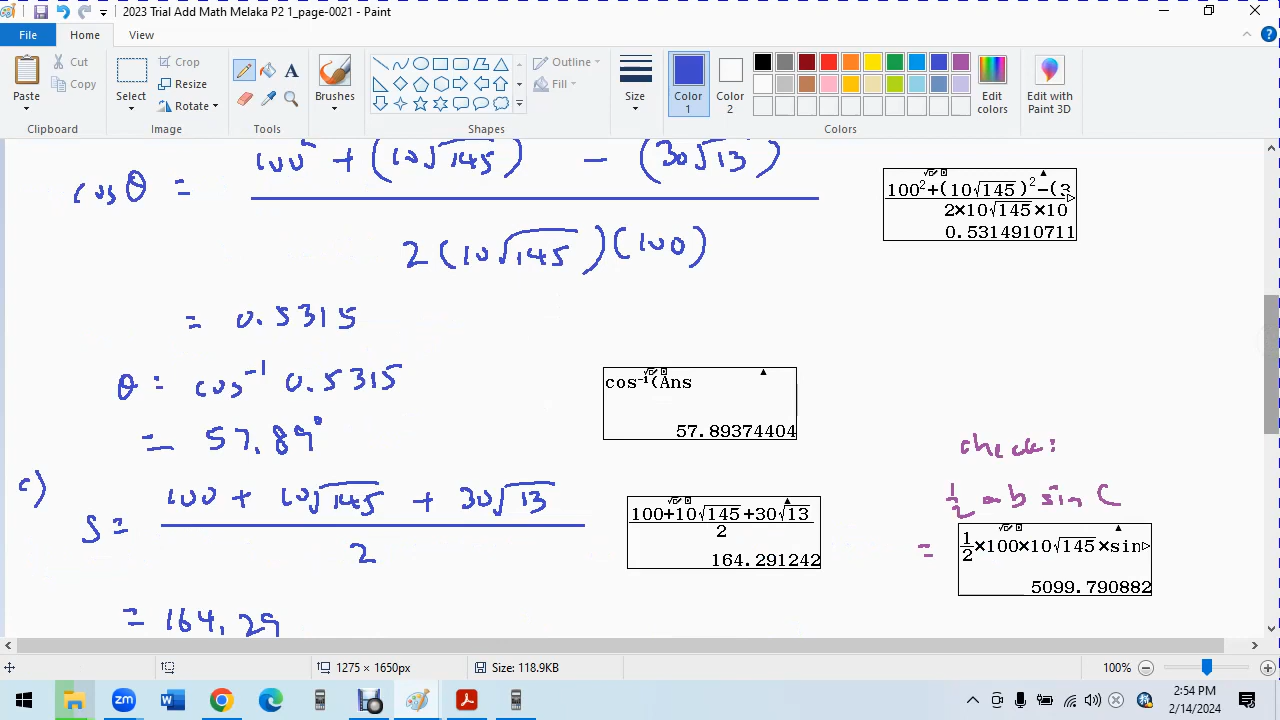 2023 Trial Add Math Melaka P2 1_page-0021 - Paint
File Home View
Paste Cut Copy
Clipboard
Select Crop Resize Rotate
Image
A
Tools
Brushes
Outline Fill
Shapes
Size
Color 1
Color 2
Edit colors
Colors
Edit with Paint 3D
cosθ = 100² + (10√145) − (30√13)
2(10√145)(100)
100²+(10√145)²−(3
2×10√145×10
0.5314910711
= 0.5315
θ = cos⁻¹ 0.5315
cos⁻¹(Ans
57.89374404
= 57.89°
c)
S = 100 + 10√145 + 30√13
2
100+10√145+30√13
2
164.291242
= 164.29
check:
½ ab sin C
=
½×100×10√145×sin
5099.790882
1275 × 1650px
Size: 118.9KB
100%
2:54 PM
2/14/2024